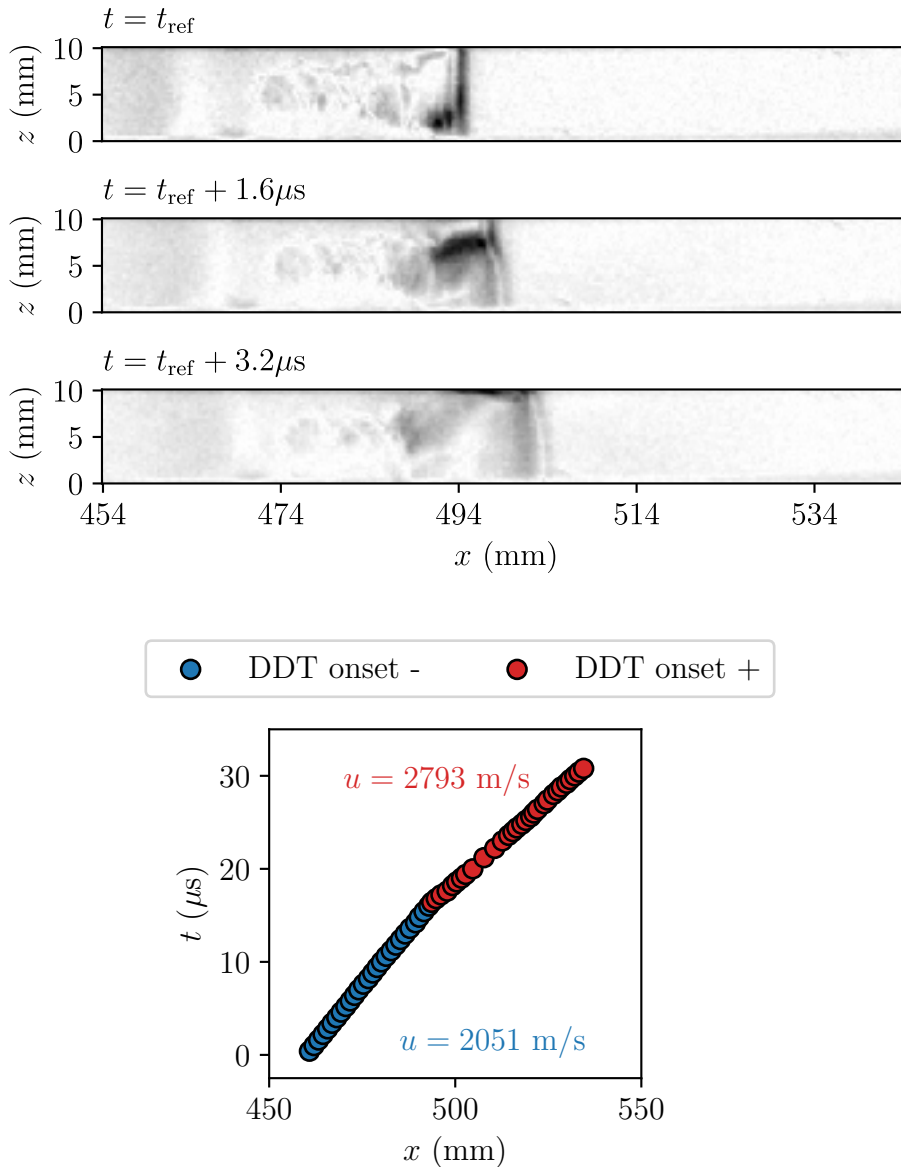 t = t_ref
10
5
0
z (mm)
t = t_ref + 1.6μs
10
5
0
z (mm)
t = t_ref + 3.2μs
10
5
0
z (mm)
454 474 494 514 534
x (mm)
DDT onset - DDT onset +
u = 2793 m/s
u = 2051 m/s
30
20
10
0
t (μs)
450 500 550
x (mm)